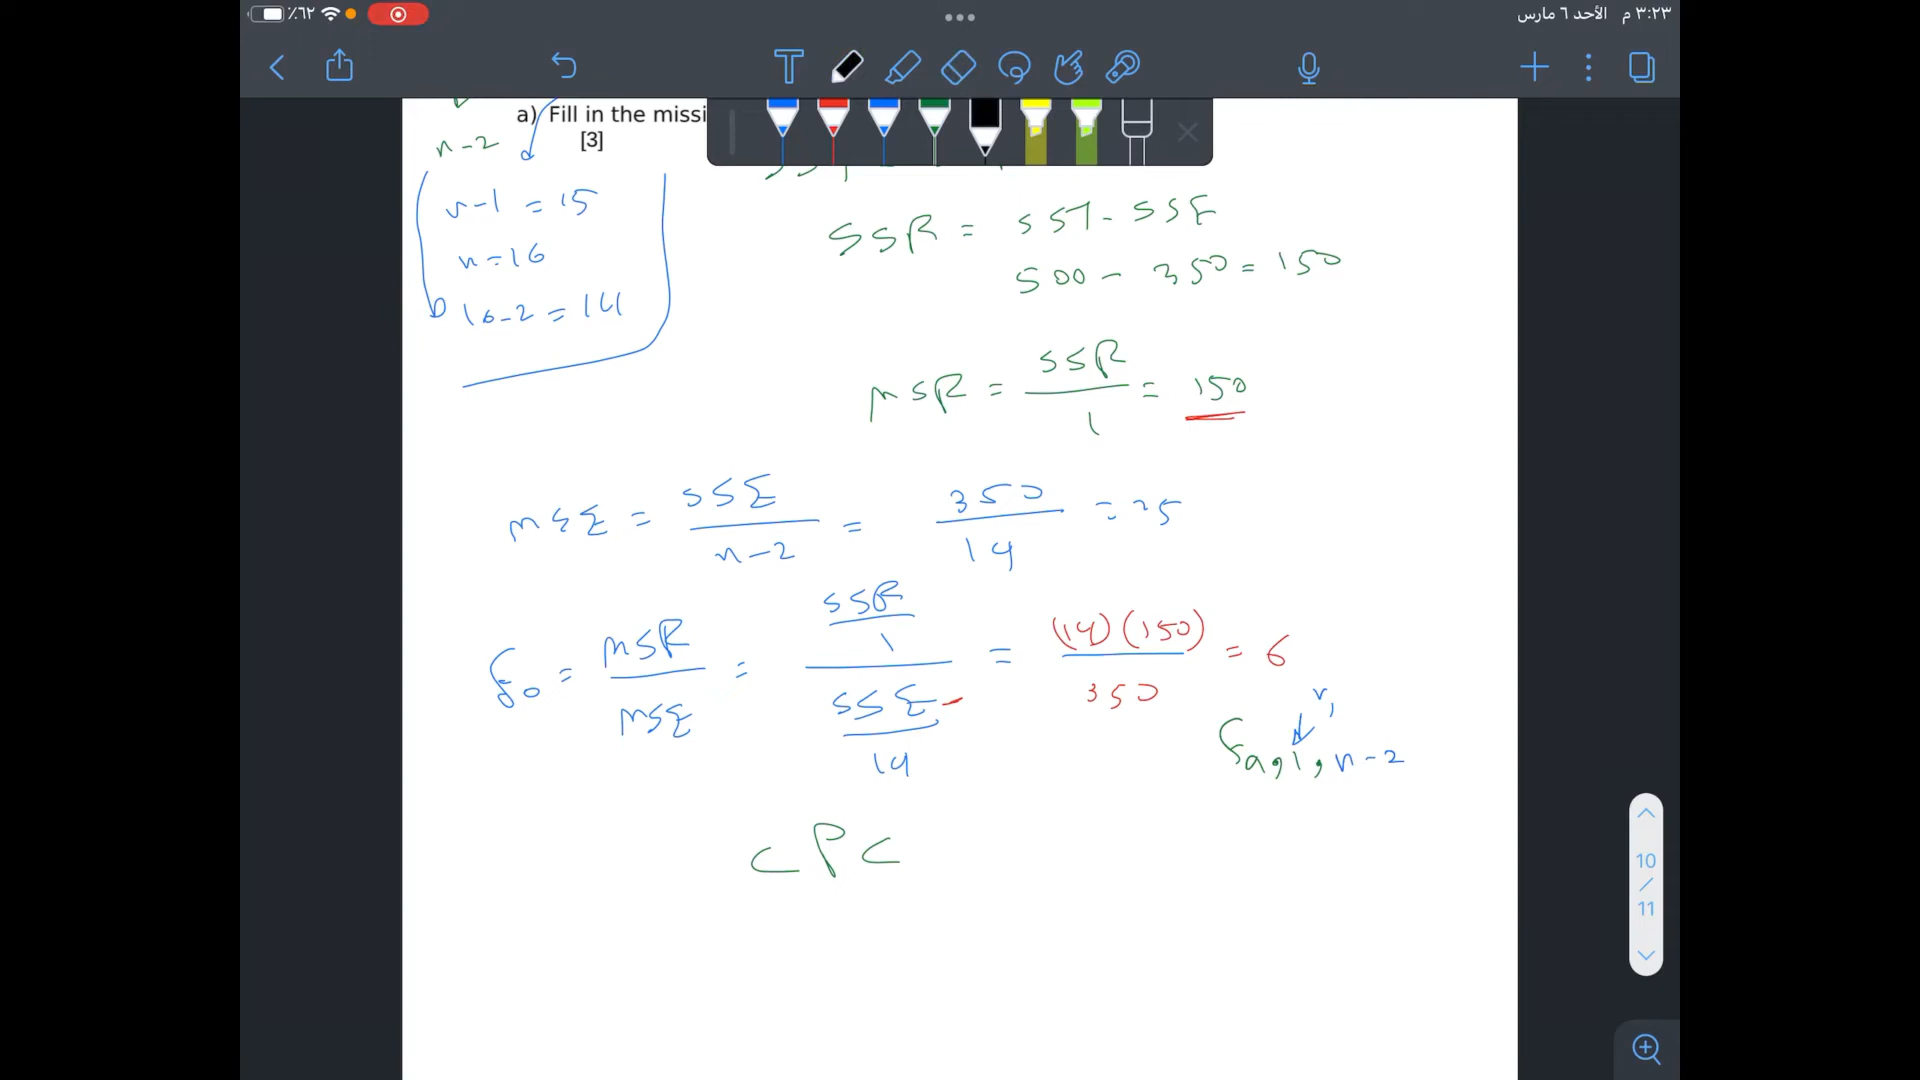 ٪٦٢
٣:٢٣ م الأحد ٦ مارس
a) Fill in the missi
[3]
n-2
n-1 = 15
n=16
16-2 = 14
SSR = SST - SSE
500 - 350 = 150
MSR = SSR / 1 = 150
MSE = SSE / n-2 = 350 / 14 = 25
f0 = MSR / MSE = SSR / 1 / SSE / 14 = (14)(150) / 350 = 6
fa,1,n-2
< P <
10
/
11